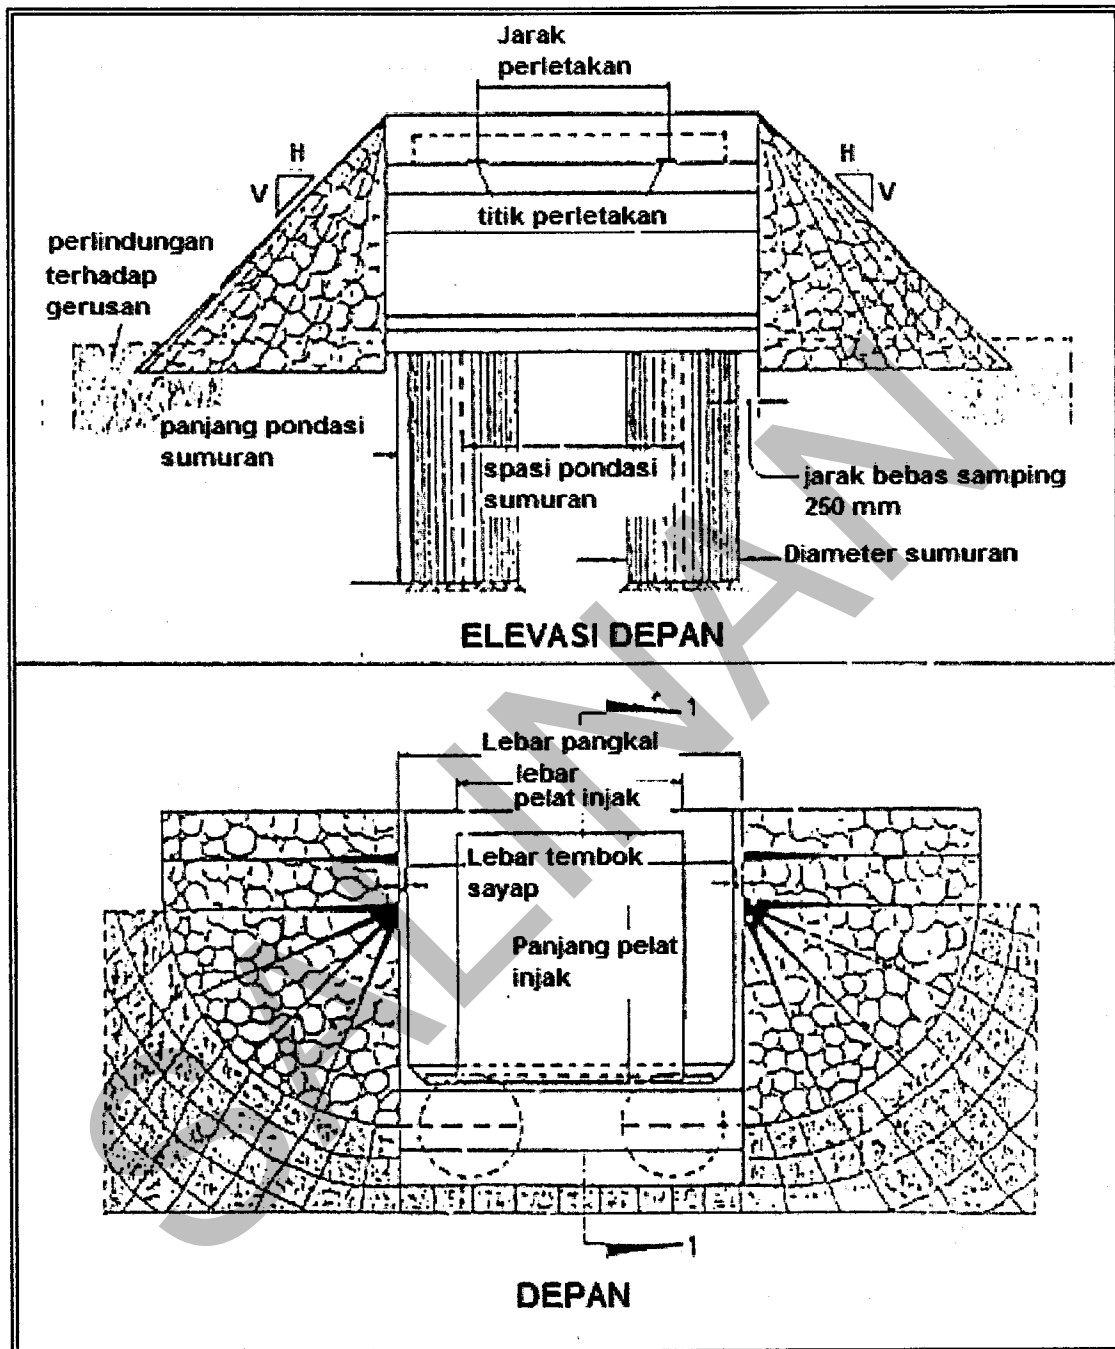 Jarak
perletakan
H
V
H
V
titik perletakan
perlindungan
terhadap
gerusan
panjang pondasi
sumuran
spasi pondasi
sumuran
jarak bebas samping
250 mm
Diameter sumuran
ELEVASI DEPAN
1
Lebar pangkal
lebar
pelat injak
Lebar tembok
sayap
Panjang pelat
injak
1
DEPAN
SALINAN